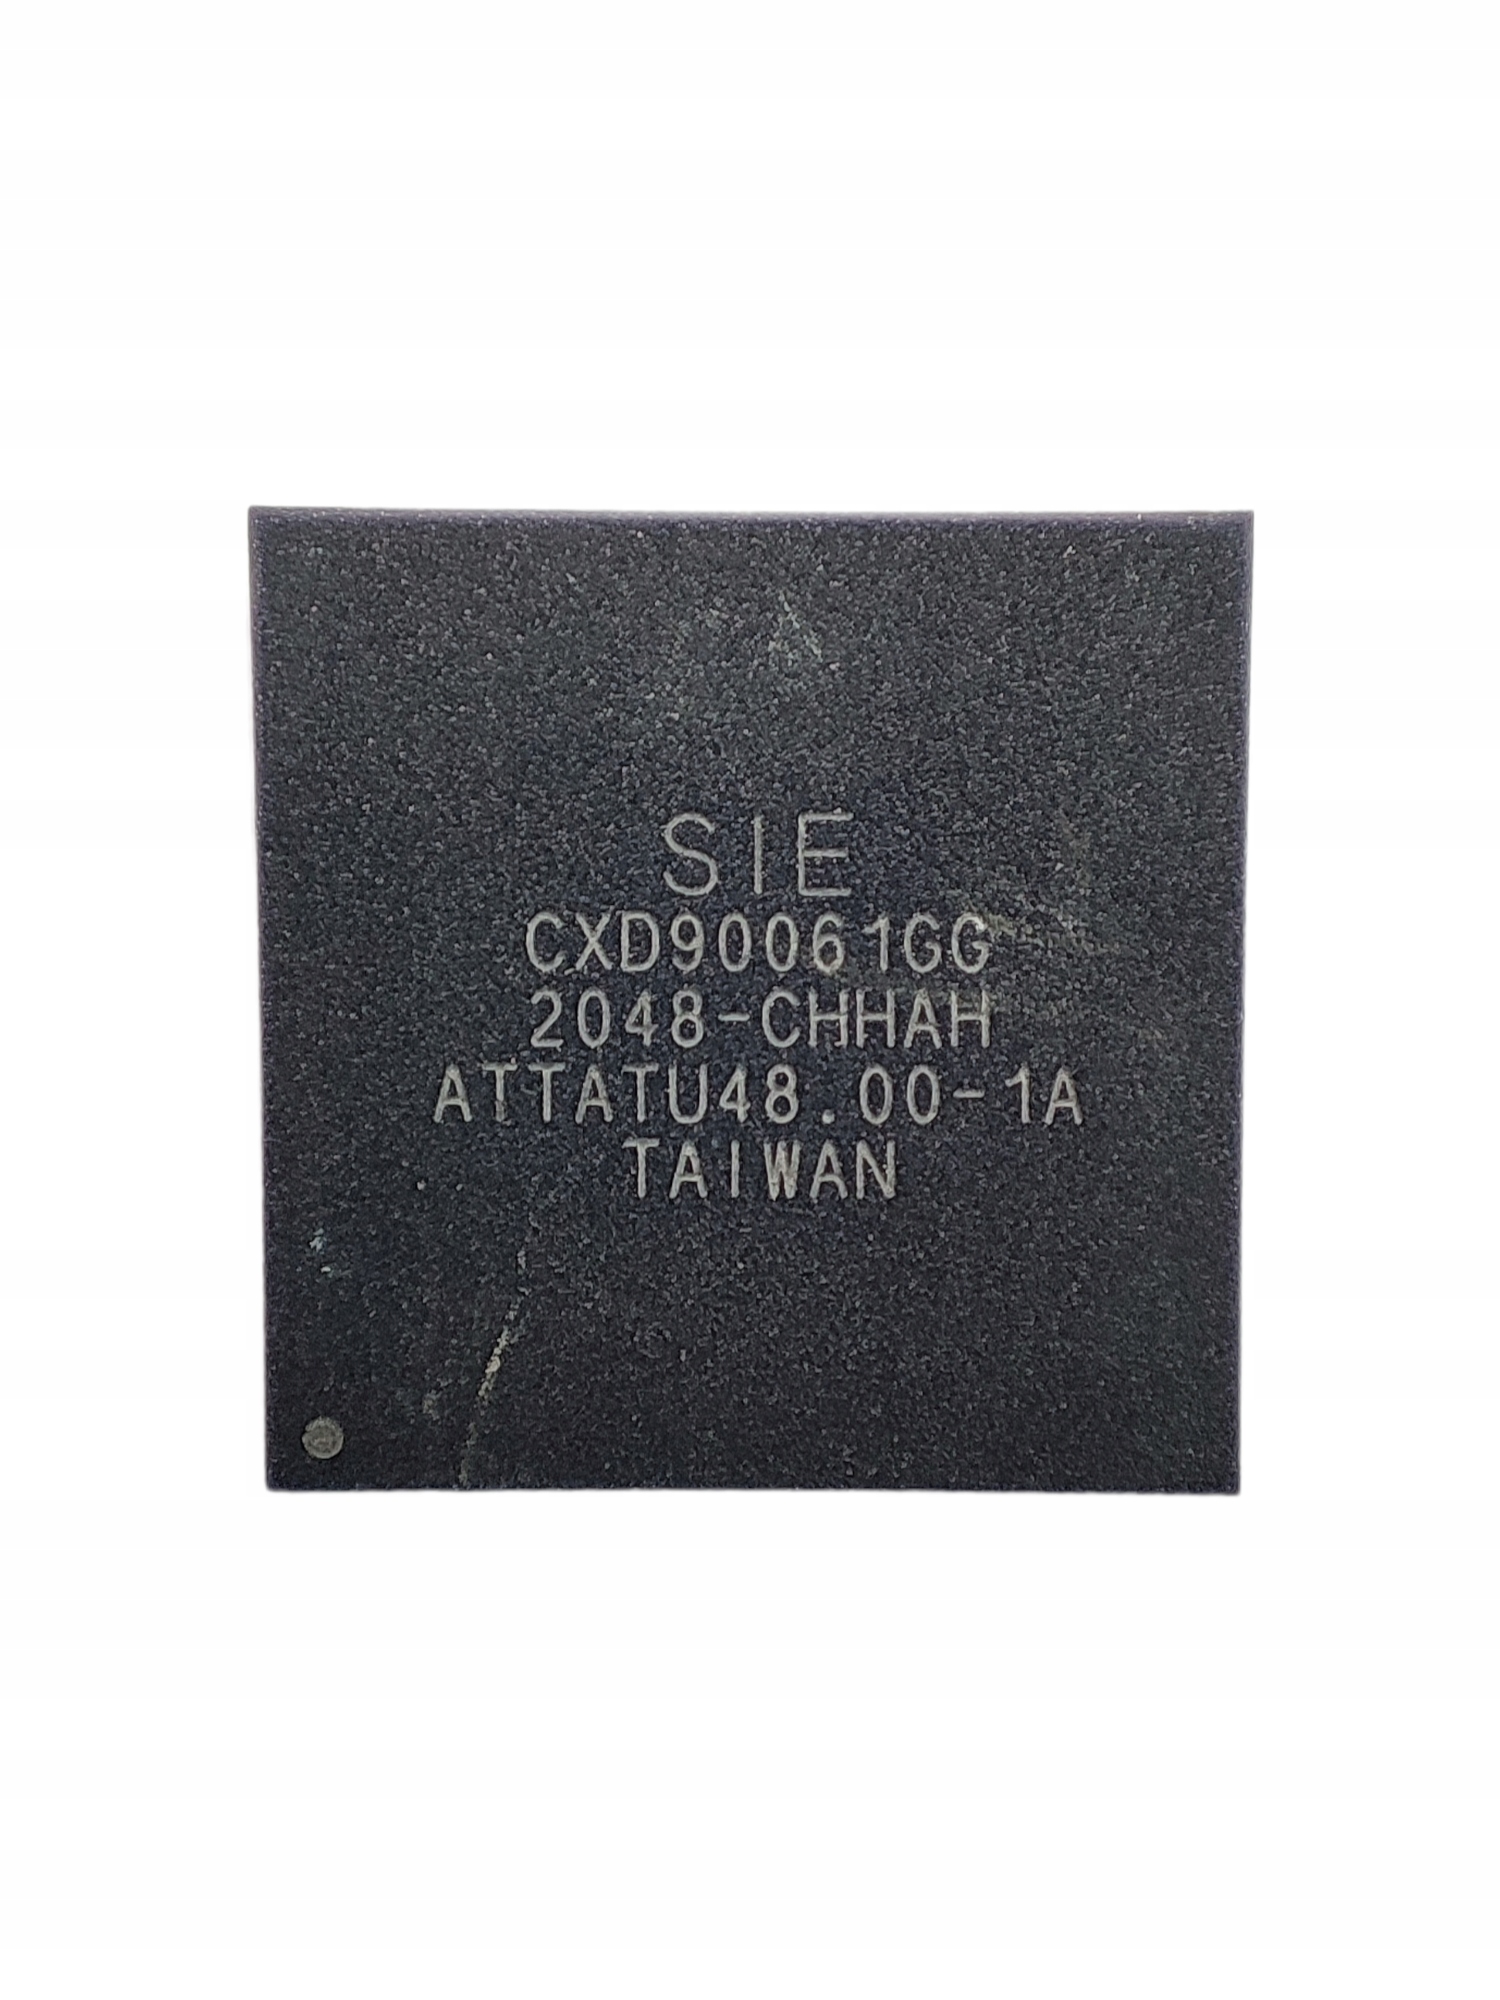 SIE
CXD90061GG
2048-CHHAH
ATTATU48.00-1A
TAIWAN